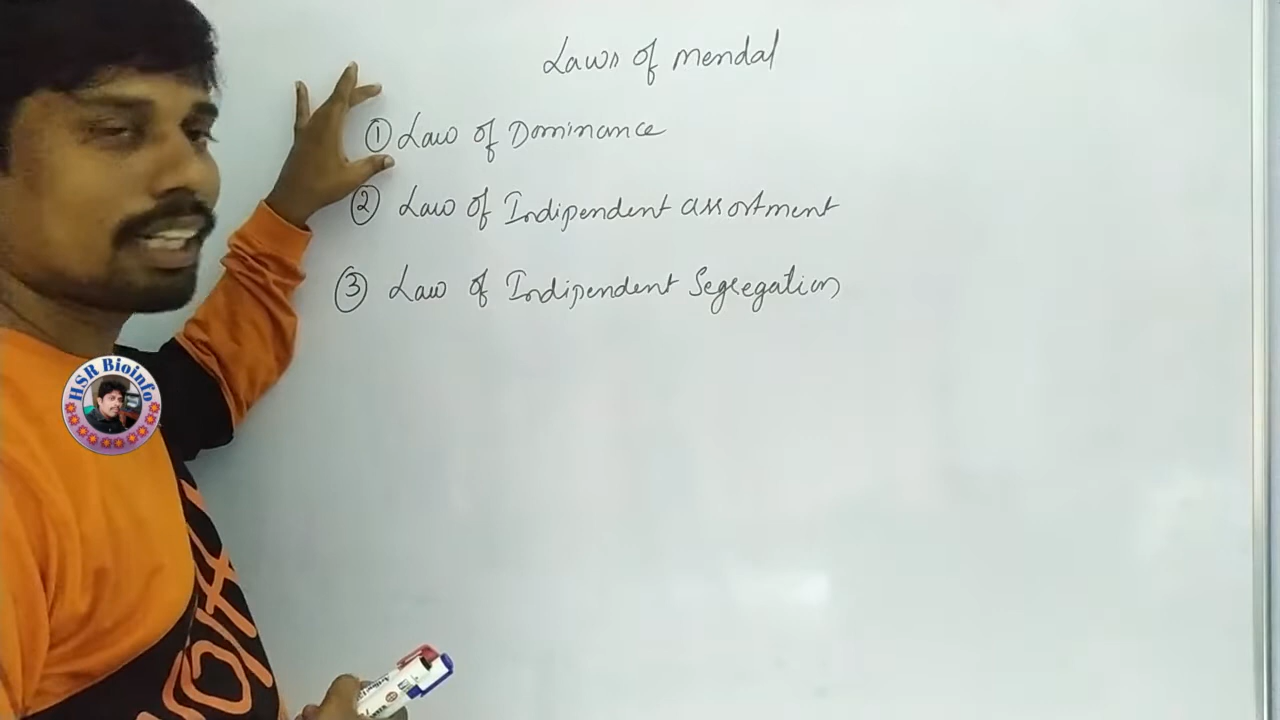 Laws of mendal
① Law of Dominance
② Law of Indipendent assortment
③ Law of Indipendent Segregation
HSR Bioinfo